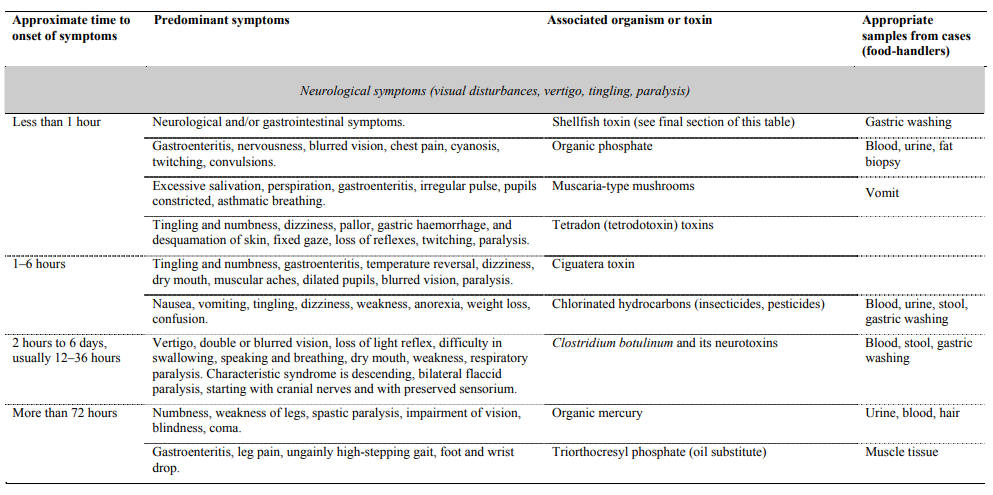 Approximate time to onset of symptoms | Predominant symptoms | Associated organism or toxin | Appropriate samples from cases (food-handlers)
Neurological symptoms (visual disturbances, vertigo, tingling, paralysis)
Less than 1 hour | Neurological and/or gastrointestinal symptoms. | Shellfish toxin (see final section of this table) | Gastric washing
Gastroenteritis, nervousness, blurred vision, chest pain, cyanosis, twitching, convulsions. | Organic phosphate | Blood, urine, fat biopsy
Excessive salivation, perspiration, gastroenteritis, irregular pulse, pupils constricted, asthmatic breathing. | Muscaria-type mushrooms | Vomit
Tingling and numbness, dizziness, pallor, gastric haemorrhage, and desquamation of skin, fixed gaze, loss of reflexes, twitching, paralysis. | Tetradon (tetrodotoxin) toxins
1–6 hours | Tingling and numbness, gastroenteritis, temperature reversal, dizziness, dry mouth, muscular aches, dilated pupils, blurred vision, paralysis. | Ciguatera toxin
Nausea, vomiting, tingling, dizziness, weakness, anorexia, weight loss, confusion. | Chlorinated hydrocarbons (insecticides, pesticides) | Blood, urine, stool, gastric washing
2 hours to 6 days, usually 12–36 hours | Vertigo, double or blurred vision, loss of light reflex, difficulty in swallowing, speaking and breathing, dry mouth, weakness, respiratory paralysis. Characteristic syndrome is descending, bilateral flaccid paralysis, starting with cranial nerves and with preserved sensorium. | Clostridium botulinum and its neurotoxins | Blood, stool, gastric washing
More than 72 hours | Numbness, weakness of legs, spastic paralysis, impairment of vision, blindness, coma. | Organic mercury | Urine, blood, hair
Gastroenteritis, leg pain, ungainly high-stepping gait, foot and wrist drop. | Triorthocresyl phosphate (oil substitute) | Muscle tissue